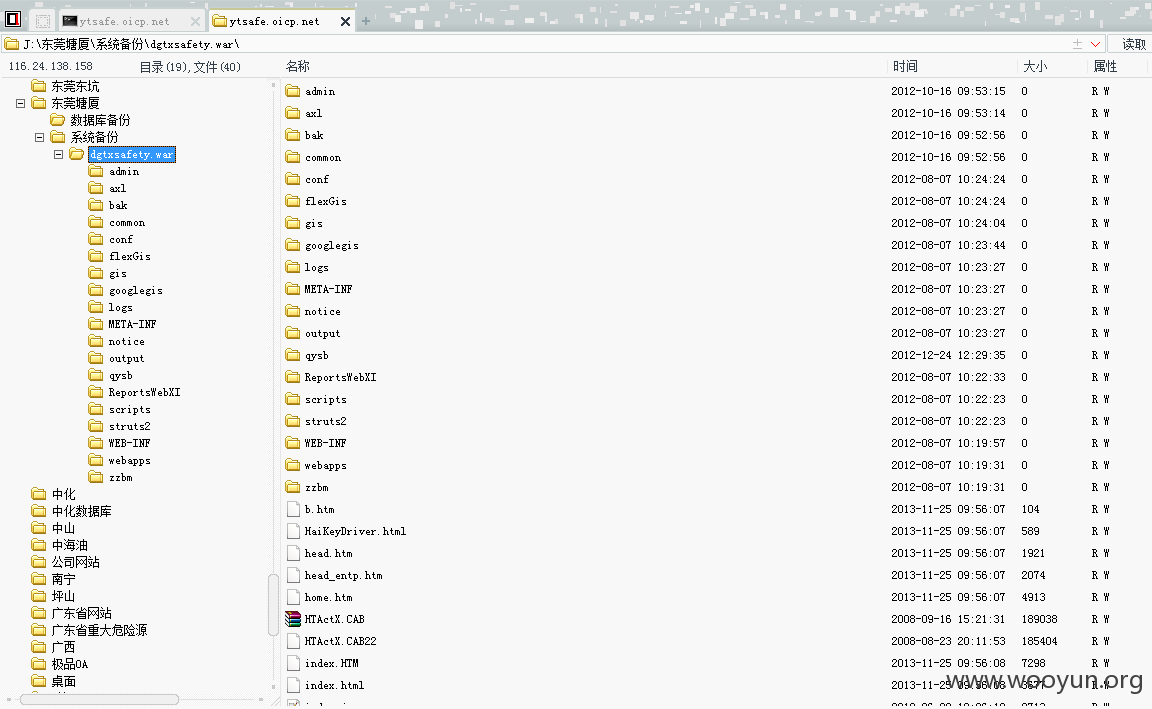 ytsafe.oicp.net
ytsafe.oicp.net
J:\东莞塘厦\系统备份\dgtxsafety.war\
读取
116.24.138.158 目录(19),文件(40)
名称 时间 大小 属性
东莞东坑
东莞塘厦
数据库备份
系统备份
dgtxsafety.war
admin
axl
bak
common
conf
flexGis
gis
googlegis
logs
META-INF
notice
output
qysb
ReportsWebXI
scripts
struts2
WEB-INF
webapps
zzbm
中化
中化数据库
中山
中海油
公司网站
南宁
坪山
广东省网站
广东省重大危险源
广西
极品OA
桌面
admin 2012-10-16 09:53:15 0 R W
axl 2012-10-16 09:53:14 0 R W
bak 2012-10-16 09:52:56 0 R W
common 2012-10-16 09:52:56 0 R W
conf 2012-08-07 10:24:24 0 R W
flexGis 2012-08-07 10:24:24 0 R W
gis 2012-08-07 10:24:04 0 R W
googlegis 2012-08-07 10:23:44 0 R W
logs 2012-08-07 10:23:27 0 R W
META-INF 2012-08-07 10:23:27 0 R W
notice 2012-08-07 10:23:27 0 R W
output 2012-08-07 10:23:27 0 R W
qysb 2012-12-24 12:29:35 0 R W
ReportsWebXI 2012-08-07 10:22:33 0 R W
scripts 2012-08-07 10:22:23 0 R W
struts2 2012-08-07 10:22:23 0 R W
WEB-INF 2012-08-07 10:19:57 0 R W
webapps 2012-08-07 10:19:31 0 R W
zzbm 2012-08-07 10:19:31 0 R W
b.htm 2013-11-25 09:56:07 104 R W
HaiKeyDriver.html 2013-11-25 09:56:07 589 R W
head.htm 2013-11-25 09:56:07 1921 R W
head_entp.htm 2013-11-25 09:56:07 2074 R W
home.htm 2013-11-25 09:56:07 4913 R W
HTActX.CAB 2008-09-16 15:21:31 189038 R W
HTActX.CAB22 2008-08-23 20:11:53 185404 R W
index.HTM 2013-11-25 09:56:08 7298 R W
index.html 2013-11-25 09:56:08 R W
www.wooyun.org